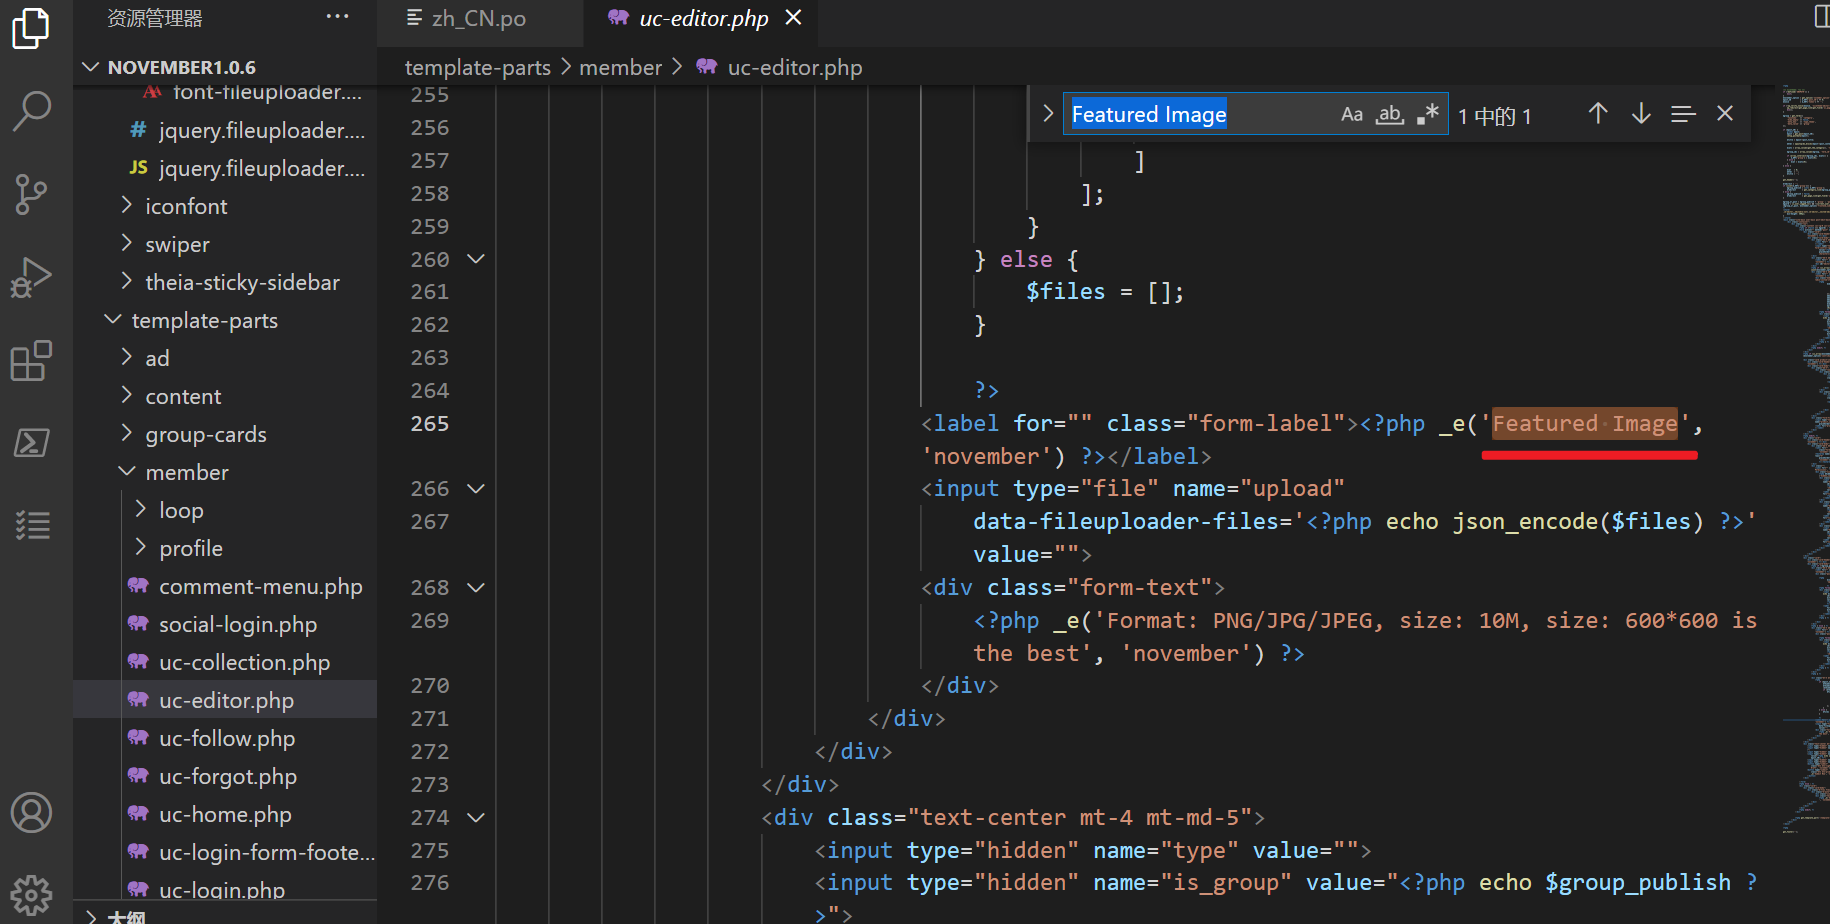 资源管理器 ···
zh_CN.po
uc-editor.php
NOVEMBER1.0.6
template-parts > member > uc-editor.php
font-fileuploader....
# jquery.fileuploader....
JS jquery.fileuploader....
iconfont
swiper
theia-sticky-sidebar
template-parts
ad
content
group-cards
member
loop
profile
comment-menu.php
social-login.php
uc-collection.php
uc-editor.php
uc-follow.php
uc-forgot.php
uc-home.php
uc-login-form-foote...
uc-login.php
大纲
Featured Image Aa ab .* 1 中的 1
255
256
257 ]
258 ];
259 }
260 } else {
261 $files = [];
262 }
263
264 ?>
265 <label for="" class="form-label"><?php _e('Featured·Image',
'november') ?></label>
266 <input type="file" name="upload"
267 data-fileuploader-files='<?php echo json_encode($files) ?>'
value="">
268 <div class="form-text">
269 <?php _e('Format: PNG/JPG/JPEG, size: 10M, size: 600*600 is
the best', 'november') ?>
270 </div>
271 </div>
272 </div>
273 </div>
274 <div class="text-center mt-4 mt-md-5">
275 <input type="hidden" name="type" value="">
276 <input type="hidden" name="is_group" value="<?php echo $group_publish ?
>">